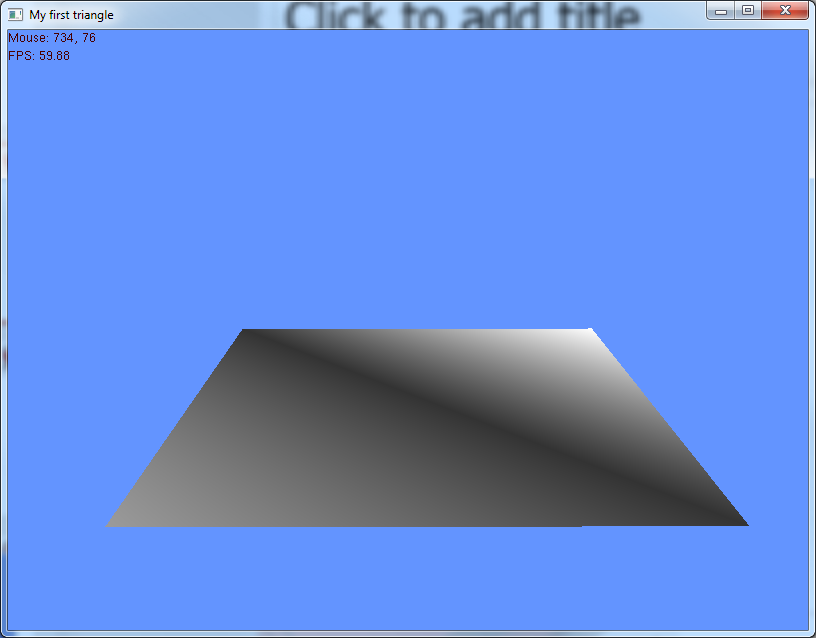 My first triangle
Click to add title
Mouse: 734, 76
FPS: 59.88